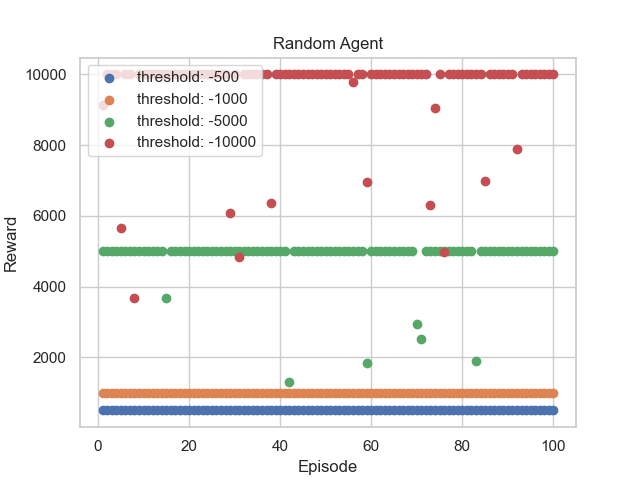 Random Agent
10000
8000
6000
4000
2000
Reward
threshold: -500
threshold: -1000
threshold: -5000
threshold: -10000
0
20
40
60
80
100
Episode